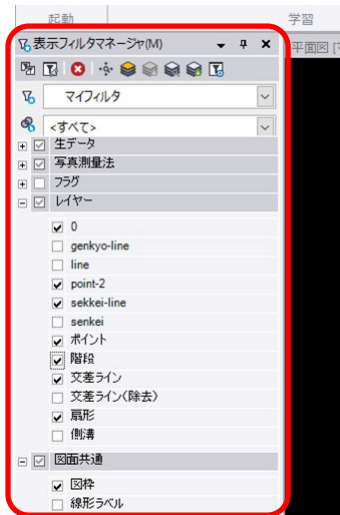 起動
学習
表示フィルタマネージャ(M)
平面図 [
マイフィルタ
<すべて>
生データ
写真測量法
フラグ
レイヤー
0
genkyo-line
line
point-2
sekkei-line
senkei
ポイント
階段
交差ライン
交差ライン(除去)
扇形
側溝
図面共通
図枠
線形ラベル